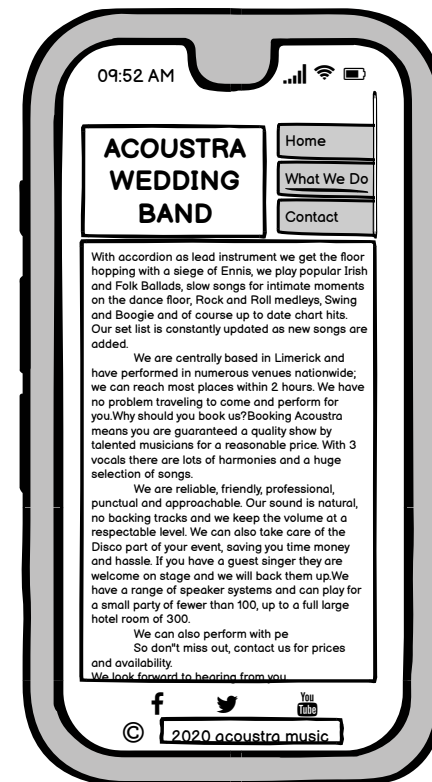 09:52 AM
ACOUSTRA
WEDDING
BAND
Home
What We Do
Contact
With accordion as lead instrument we get the floor
hopping with a siege of Ennis, we play popular Irish
and Folk Ballads, slow songs for intimate moments
on the dance floor, Rock and Roll medleys, Swing
and Boogie and of course up to date chart hits.
Our set list is constantly updated as new songs are
added.
We are centrally based in Limerick and
have performed in numerous venues nationwide;
we can reach most places within 2 hours. We have
no problem traveling to come and perform for
you.Why should you book us?Booking Acoustra
means you are guaranteed a quality show by
talented musicians for a reasonable price. With 3
vocals there are lots of harmonies and a huge
selection of songs.
We are reliable, friendly, professional,
punctual and approachable. Our sound is natural,
no backing tracks and we keep the volume at a
respectable level. We can also take care of the
Disco part of your event, saving you time money
and hassle. If you have a guest singer they are
welcome on stage and we will back them up.We
have a range of speaker systems and can play for
a small party of fewer than 100, up to a full large
hotel room of 300.
We can also perform with pe
So don"t miss out, contact us for prices
and availability.
We look forward to hearing from you
You
Tube
© 2020 acoustra music